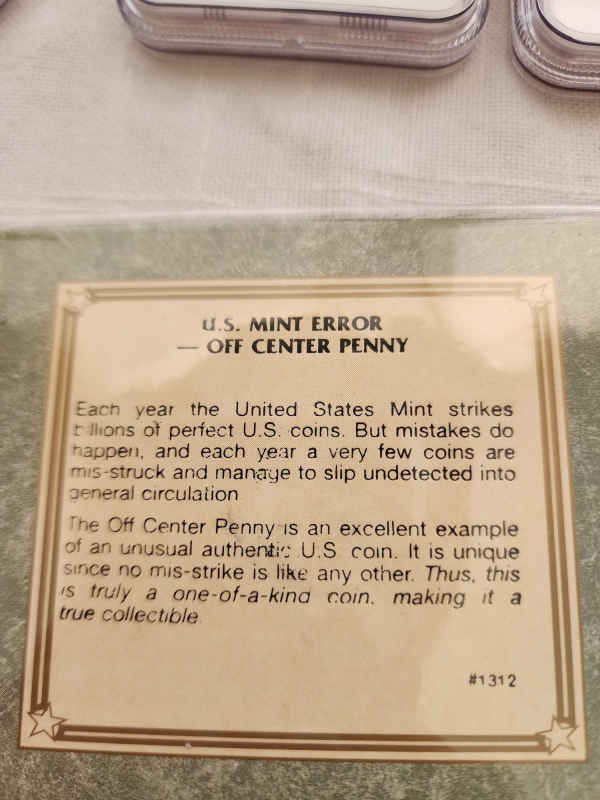 U.S. MINT ERROR
— OFF CENTER PENNY
Each year the United States Mint strikes
billions of perfect U.S. coins. But mistakes do
happen, and each year a very few coins are
mis-struck and manage to slip undetected into
general circulation
The Off Center Penny is an excellent example
of an unusual authentic U.S coin. It is unique
since no mis-strike is like any other. Thus, this
is truly a one-of-a-kind coin, making it a
true collectible
#1312